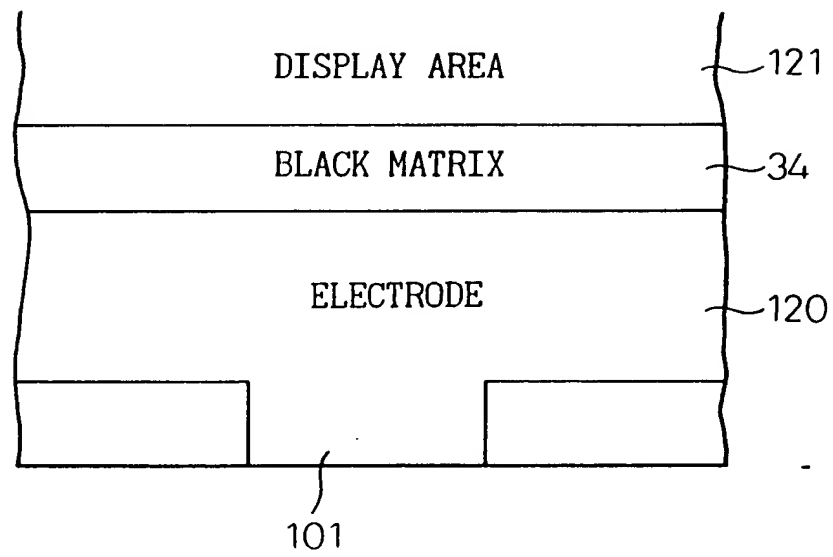 DISPLAY AREA
121
BLACK MATRIX
34
ELECTRODE
120
101